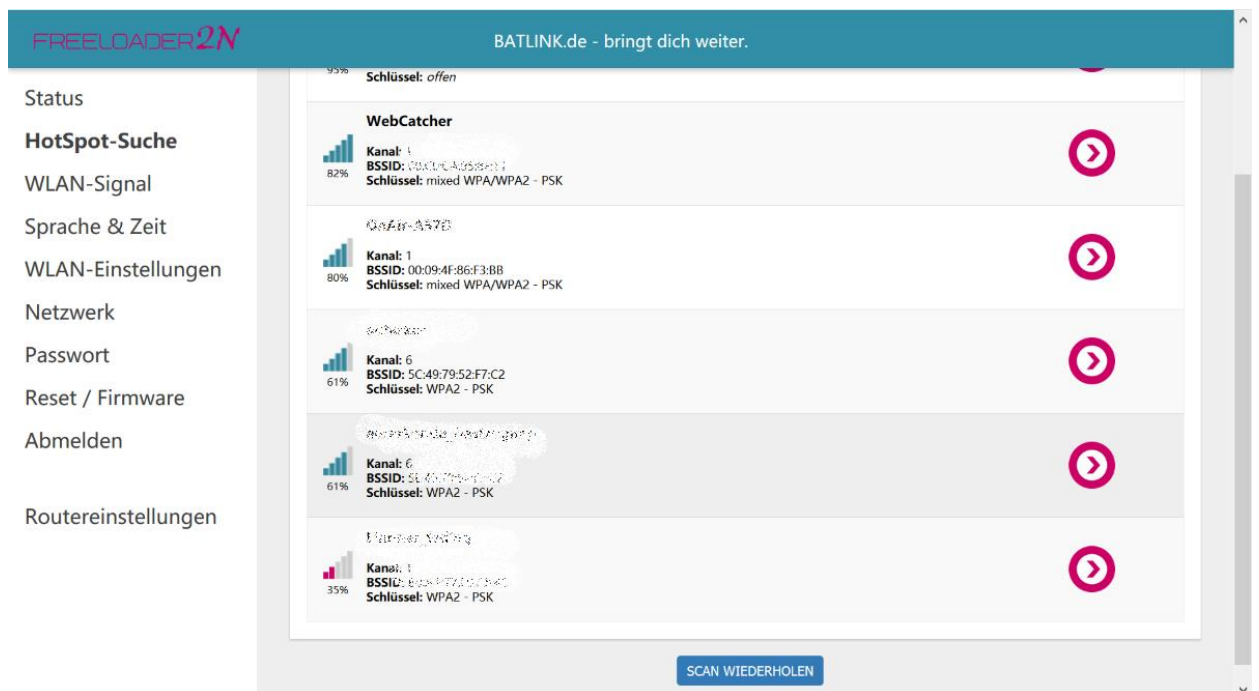 FREELOADER2N
BATLINK.de - bringt dich weiter.
Status
HotSpot-Suche
WLAN-Signal
Sprache & Zeit
WLAN-Einstellungen
Netzwerk
Passwort
Reset / Firmware
Abmelden
Routereinstellungen
95%
Schlüssel: offen
WebCatcher
Kanal:
BSSID:
82%
Schlüssel: mixed WPA/WPA2 - PSK
Kanal: 1
BSSID: 00:09:4F:86:F3:BB
80%
Schlüssel: mixed WPA/WPA2 - PSK
Kanal: 6
BSSID: 5C:49:79:52:F7:C2
61%
Schlüssel: WPA2 - PSK
Kanal: 6
BSSID:
61%
Schlüssel: WPA2 - PSK
Kanal:
BSSID:
35%
Schlüssel: WPA2 - PSK
SCAN WIEDERHOLEN